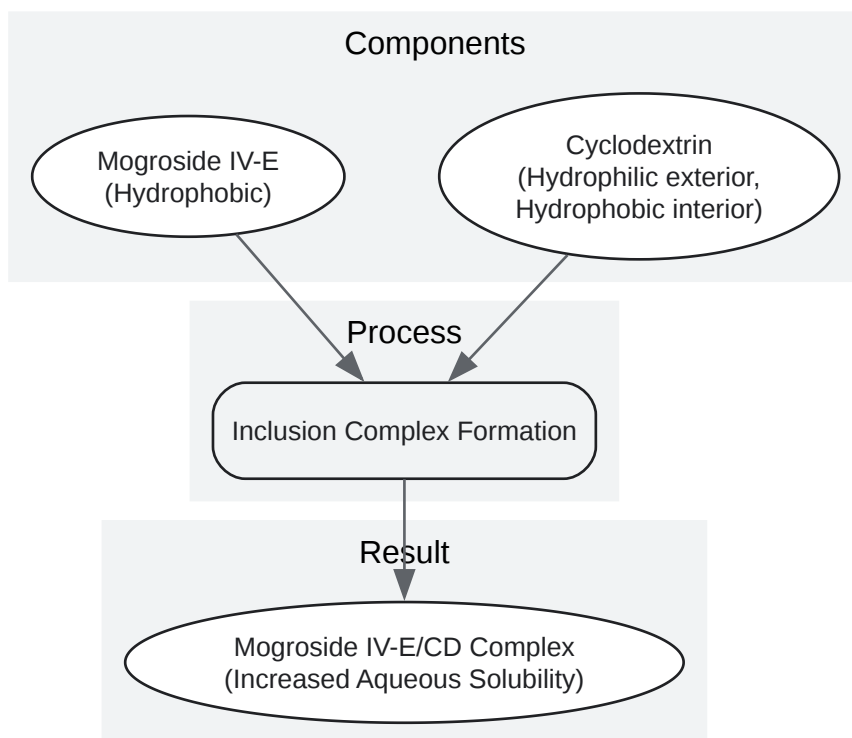 Components
Mogroside IV-E
(Hydrophobic)
Cyclodextrin
(Hydrophilic exterior,
Hydrophobic interior)
Process
Inclusion Complex Formation
Result
Mogroside IV-E/CD Complex
(Increased Aqueous Solubility)